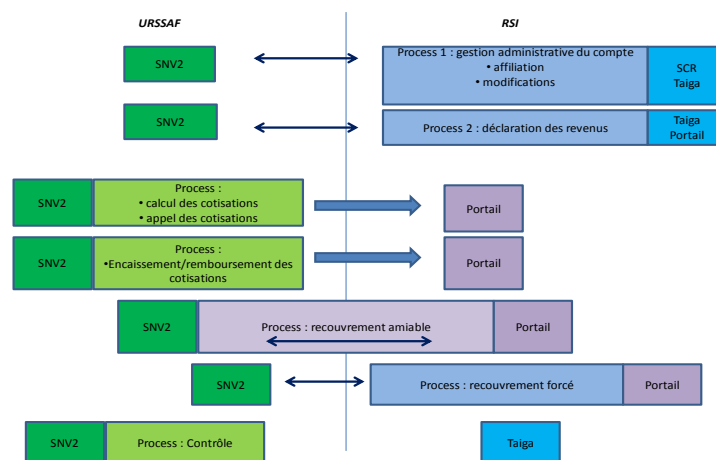 URSSAF
RSI
SNV2
Process 1 : gestion administrative du compte
• affiliation
• modifications
SCR
Taiga
SNV2
Process 2 : déclaration des revenus
Taiga
Portail
SNV2
Process :
• calcul des cotisations
• appel des cotisations
Portail
SNV2
Process :
•Encaissement/remboursement des
cotisations
Portail
SNV2
Process : recouvrement amiable
Portail
SNV2
Process : recouvrement forcé
Portail
SNV2
Process : Contrôle
Taiga